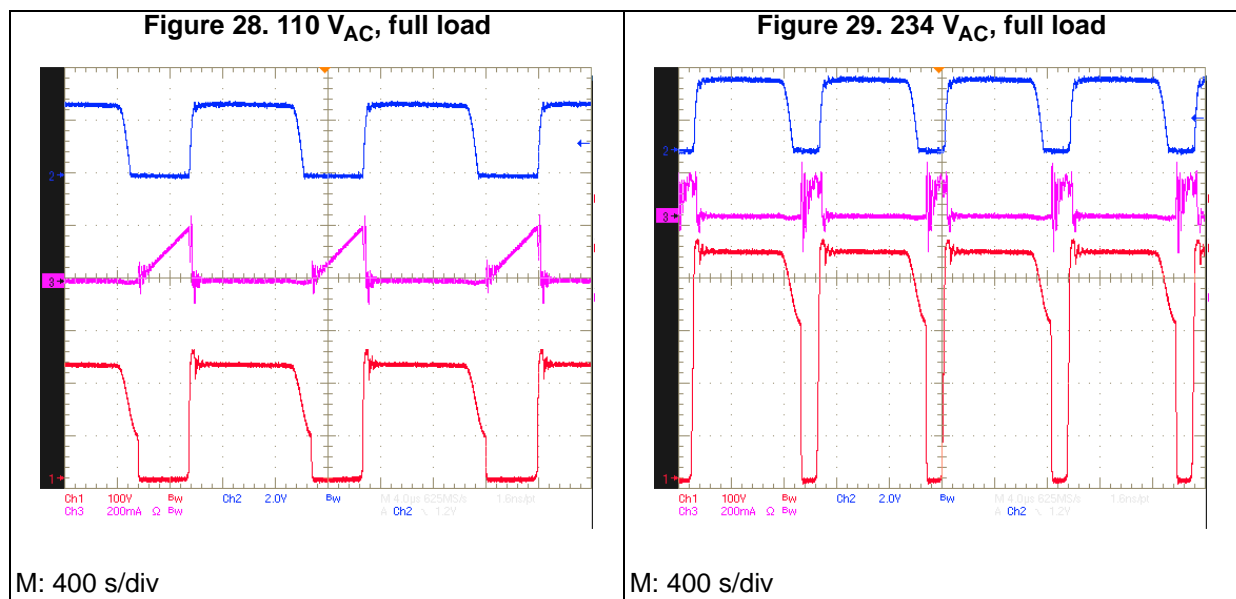 Figure 28. 110 VAC, full load
2
3
1
Ch1 100V Bw Ch2 2.0V Bw M 4.0µs 625MS/s 1.6ns/pt
Ch3 200mA Ω Bw A Ch2 1.2V
M: 400 s/div
Figure 29. 234 VAC, full load
2
3
1
Ch1 100V Bw Ch2 2.0V Bw M 4.0µs 625MS/s 1.6ns/pt
Ch3 200mA Ω Bw A Ch2 1.2V
M: 400 s/div